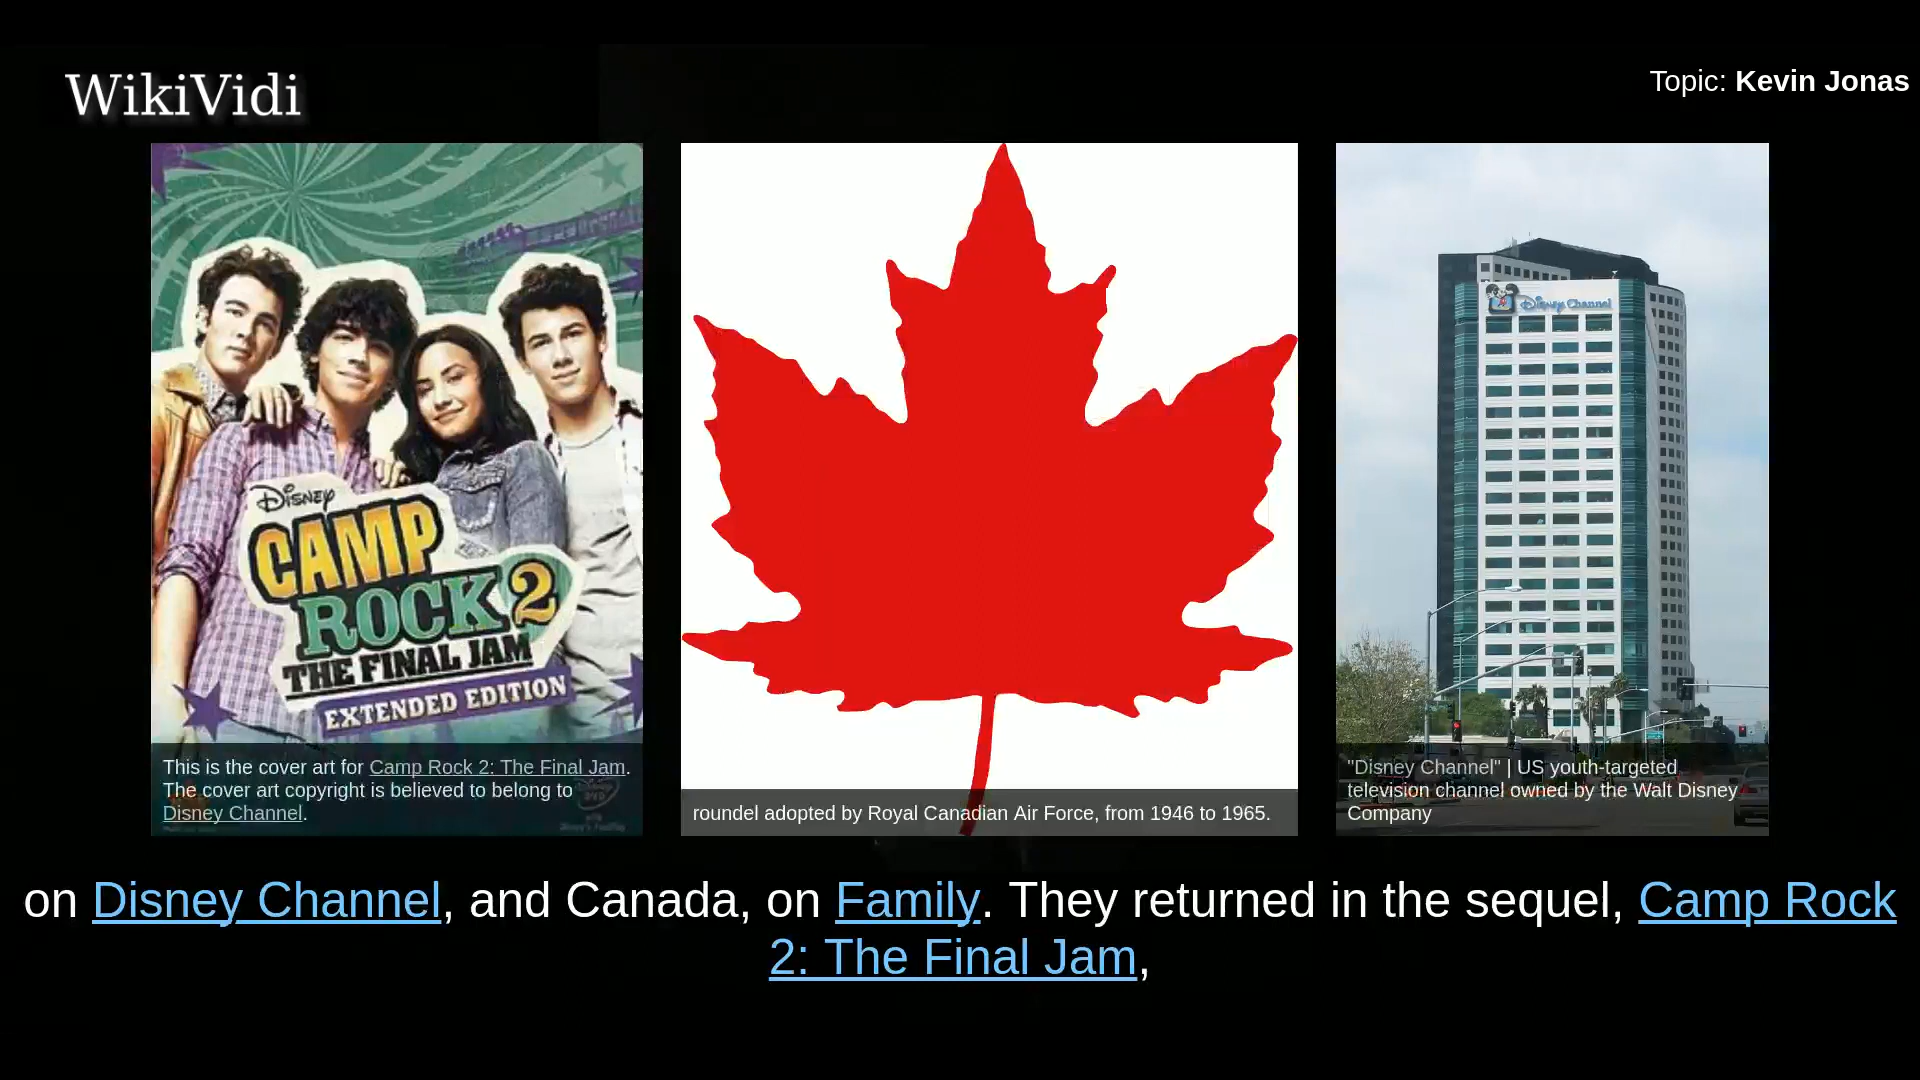 WikiVidi
Topic: Kevin Jonas
Disney
CAMP
ROCK 2
THE FINAL JAM
EXTENDED EDITION
This is the cover art for Camp Rock 2: The Final Jam.
The cover art copyright is believed to belong to
Disney Channel.
roundel adopted by Royal Canadian Air Force, from 1946 to 1965.
Disney Channel
"Disney Channel" | US youth-targeted
television channel owned by the Walt Disney
Company
on Disney Channel, and Canada, on Family. They returned in the sequel, Camp Rock
2: The Final Jam,